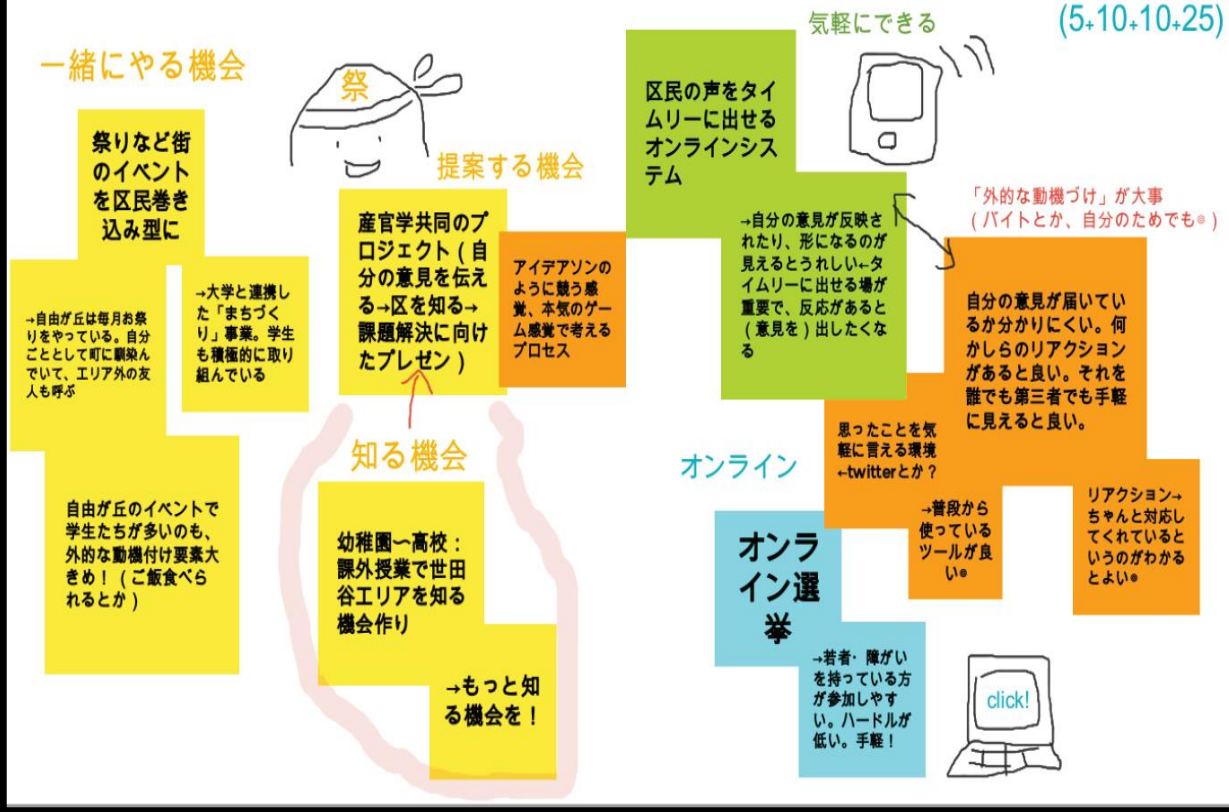 (5+10+10+25)
一緒にやる機会
祭りなど街
のイベント
を区民巻き
込み型に
→自由が丘は毎月お祭
りをやっている。自分
ごととして町に馴染ん
でいて、エリア外の友
人も呼ぶ
→大学と連携し
た「まちづく
り」事業。学生
も積極的に取り
組んでいる
自由が丘のイベントで
学生たちが多いのも、
外的な動機付け要素大
きめ！（ご飯食べら
れるとか）
祭
提案する機会
産官学共同のプ
ロジェクト（自
分の意見を伝え
る→区を知る→
課題解決に向け
たプレゼン）
アイデアソンの
ように競う感
覚、本気のゲー
ム感覚で考える
プロセス
知る機会
幼稚園〜高校：
課外授業で世田
谷エリアを知る
機会作り
→もっと知
る機会を！
気軽にできる
区民の声をタイ
ムリーに出せる
オンラインシス
テム
→自分の意見が反映さ
れたり、形になるのが
見えるとうれしい←タ
イムリーに出せる場が
重要で、反応があると
（意見を）出したくな
る
「外的な動機づけ」が大事
（バイトとか、自分のためでも◎）
自分の意見が届いてい
るか分かりにくい。何
かしらのリアクション
があると良い。それを
誰でも第三者でも手軽
に見えると良い。
思ったことを気
軽に言える環境
←twitterとか？
→普段から
使っている
ツールが良
い◎
リアクション→
ちゃんと対応し
てくれていると
いうのがわかる
とよい◎
オンライン
オンラ
イン選
挙
→若者・障がい
を持っている方
が参加しやす
い。ハードルが
低い。手軽！
click!